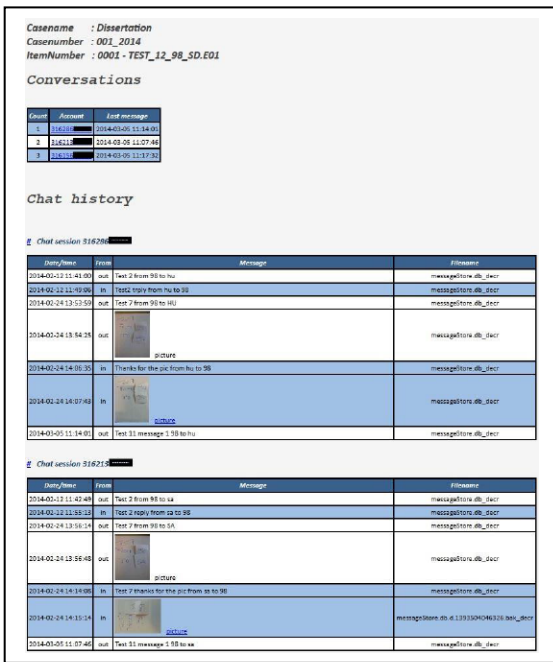 Casename : Dissertation
Casenumber : 001_2014
ItemNumber : 0001 - TEST_12_98_SD.E01
Conversations
Count Account Last message
1 316286 2014-03-05 11:14:01
2 316213 2014-03-05 11:07:46
3 2014-03-05 11:17:32
Chat history
# Chat session 316286
Date/time From Message Filename
2014-02-12 11:41:00 out Test 2 from 98 to hu messageStore.db_decr
2014-02-12 11:49:06 in Test2 rrply from hu to 98 messageStore.db_decr
2014-02-24 13:53:59 out Test 7 from 98 to HU messageStore.db_decr
2014-02-24 13:54:25 out picture messageStore.db_decr
2014-02-24 14:06:35 in Thanks for the pic from hu to 98 messageStore.db_decr
2014-02-24 14:07:43 in picture messageStore.db_decr
2014-03-05 11:14:01 out Test 11 message 1 98 to hu messageStore.db_decr
# Chat session 316213
Date/time From Message Filename
2014-02-12 11:42:49 out Test 2 from 98 to sa messageStore.db_decr
2014-02-12 11:55:13 in Test 2 reply from sa to 98 messageStore.db_decr
2014-02-24 13:56:14 out Test 7 from 98 to SA messageStore.db_decr
2014-02-24 13:56:48 out picture messageStore.db_decr
2014-02-24 14:14:08 in Test 7 thanks for the pic from sa to 98 messageStore.db_decr
2014-02-24 14:15:14 in picture messageStore.db.d.1393504046326.bak_decr
2014-03-05 11:07:46 out Test 11 message 1 98 to sa messageStore.db_decr